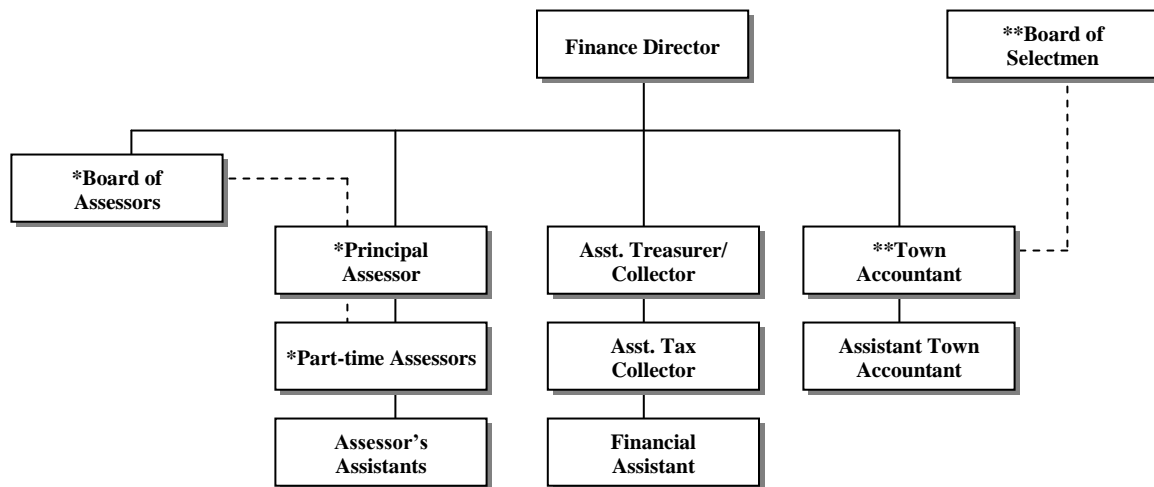 Finance Director
**Board of
Selectmen
*Board of
Assessors
*Principal
Assessor
Asst. Treasurer/
Collector
**Town
Accountant
*Part-time Assessors
Asst. Tax
Collector
Assistant Town
Accountant
Assessor’s
Assistants
Financial
Assistant